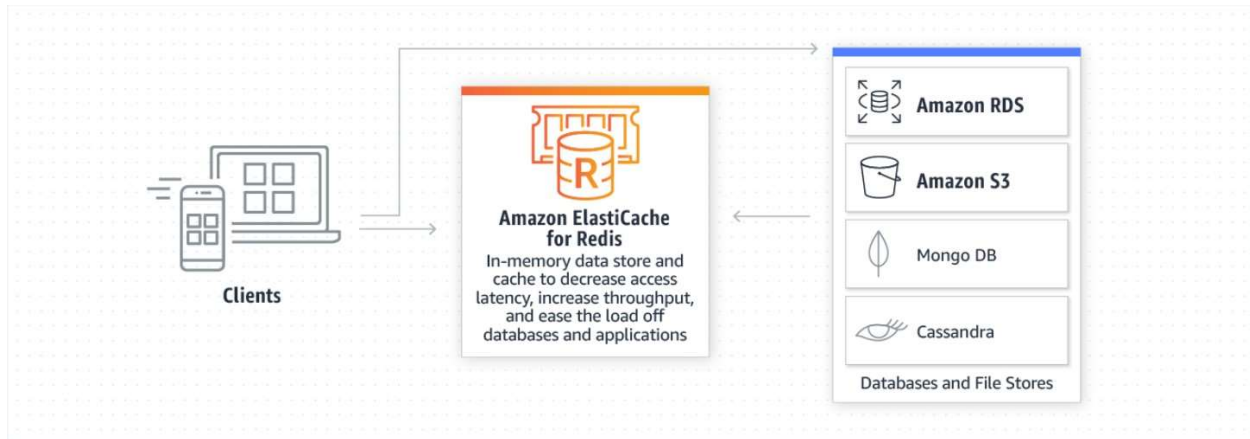 Clients
R
Amazon ElastiCache
for Redis
In-memory data store and
cache to decrease access
latency, increase throughput,
and ease the load off
databases and applications
Amazon RDS
Amazon S3
Mongo DB
Cassandra
Databases and File Stores